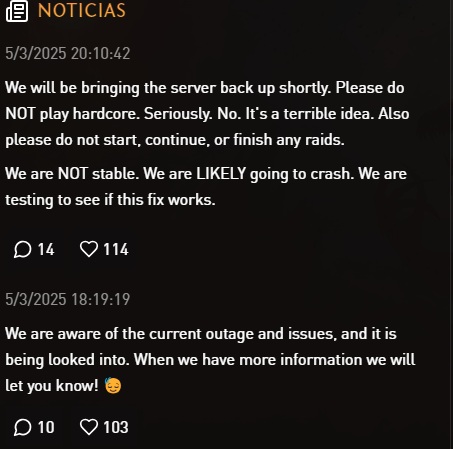 NOTICIAS
5/3/2025 20:10:42
We will be bringing the server back up shortly. Please do
NOT play hardcore. Seriously. No. It's a terrible idea. Also
please do not start, continue, or finish any raids.
We are NOT stable. We are LIKELY going to crash. We are
testing to see if this fix works.
14 114
5/3/2025 18:19:19
We are aware of the current outage and issues, and it is
being looked into. When we have more information we will
let you know! 😅
10 103